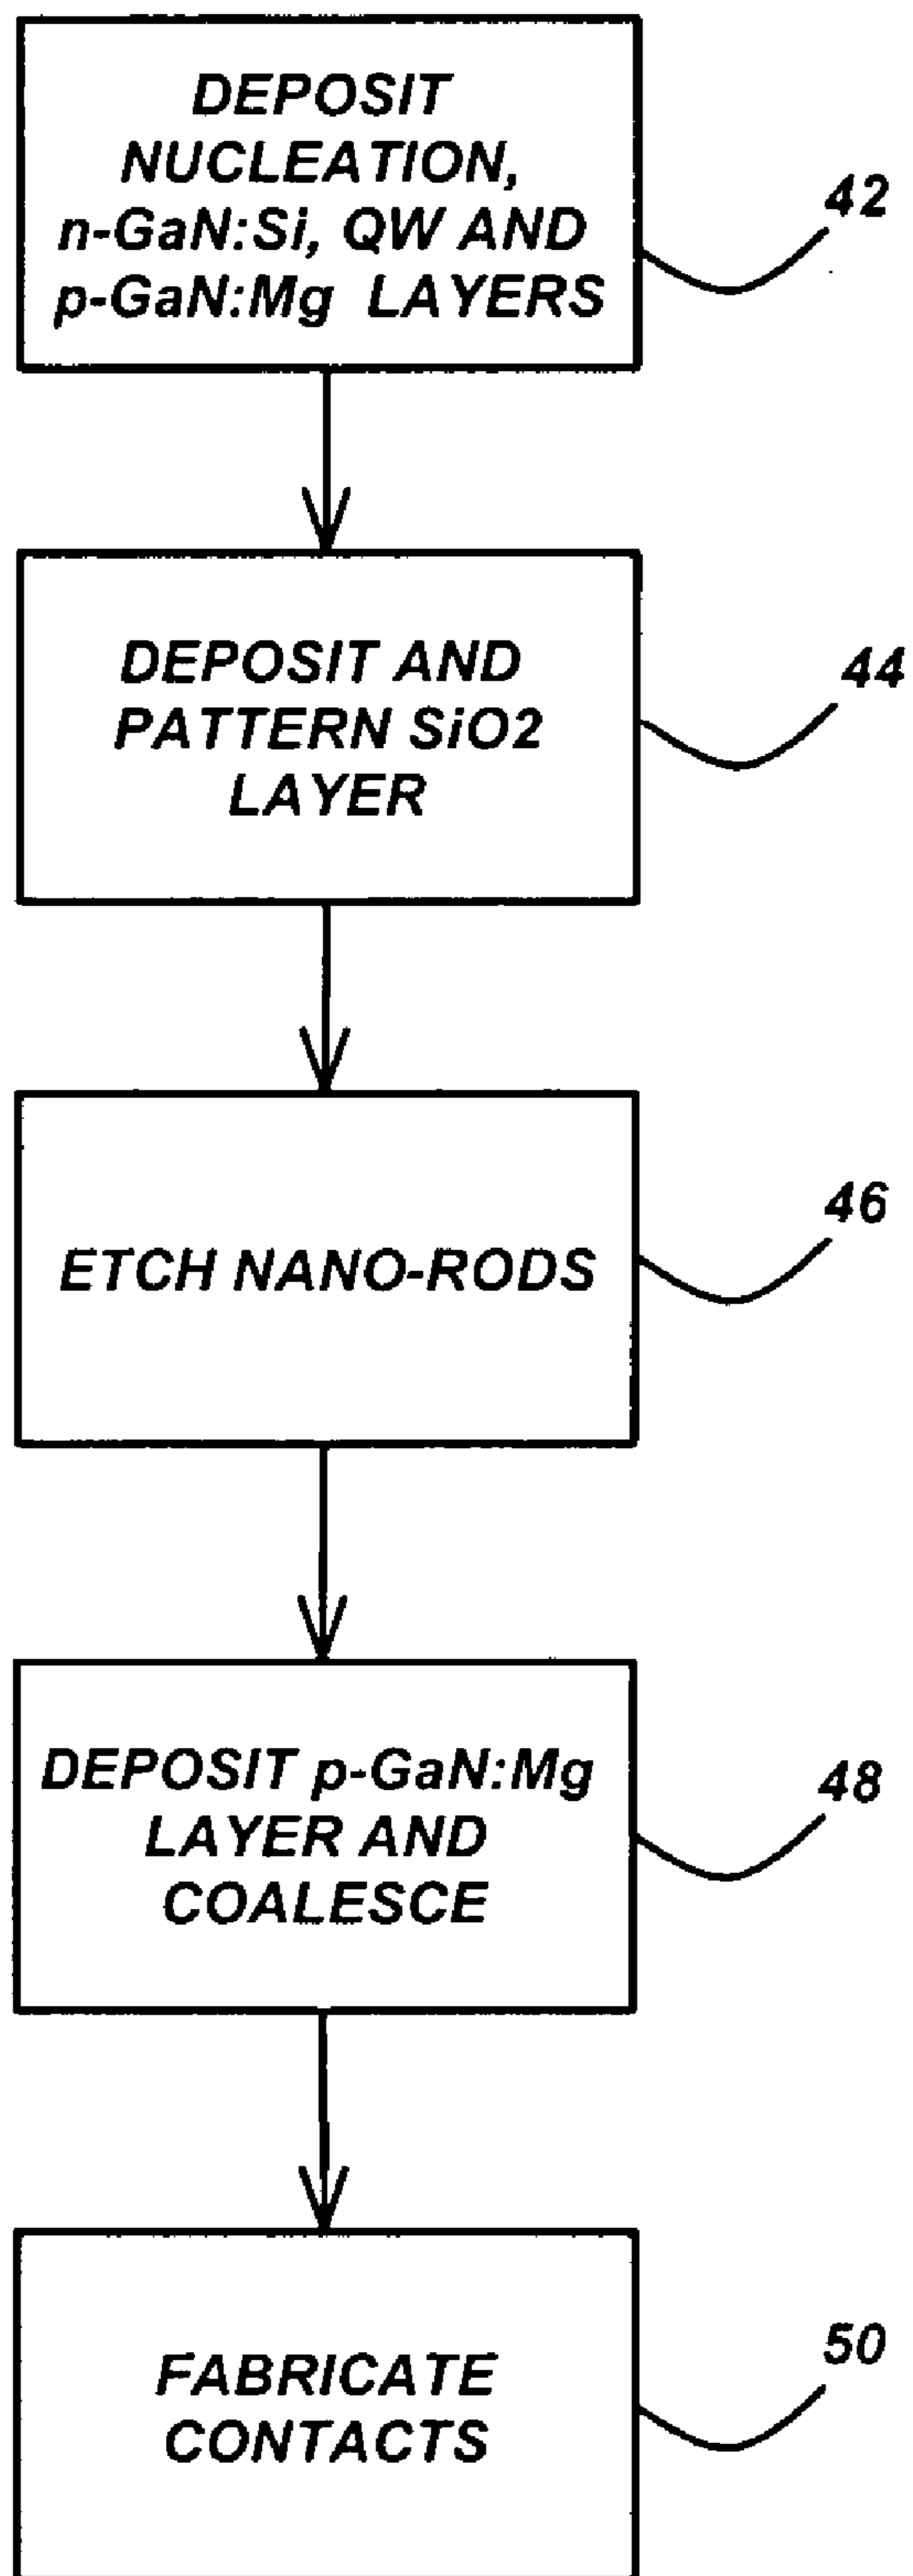 DEPOSIT
NUCLEATION,
n-GaN:Si, QW AND
p-GaN:Mg LAYERS
42
DEPOSIT AND
PATTERN SiO2
LAYER
44
ETCH NANO-RODS
46
DEPOSIT p-GaN:Mg
LAYER AND
COALESCE
48
FABRICATE
CONTACTS
50